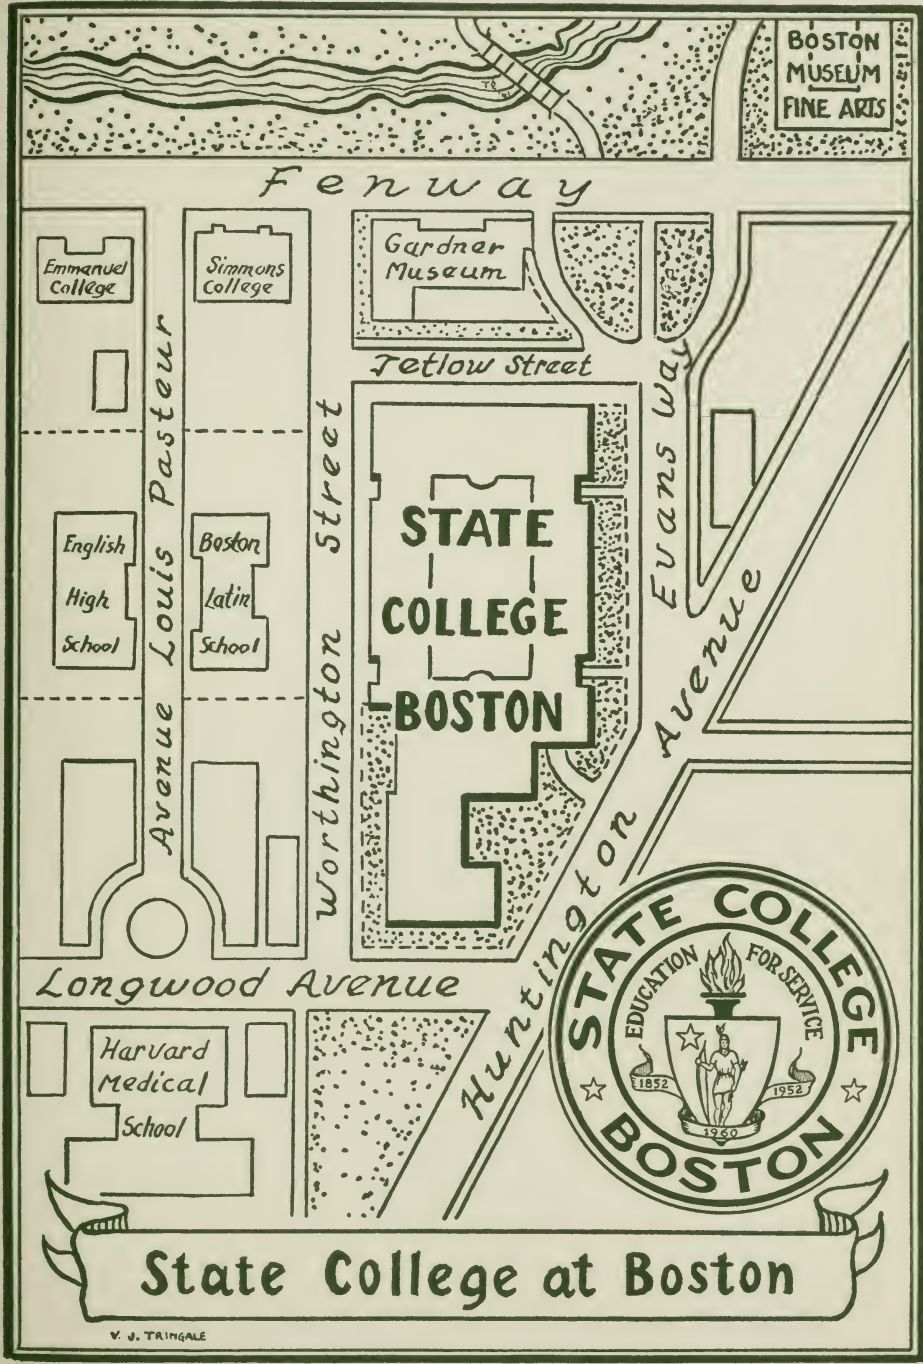 BOSTON
MUSEUM
FINE ARTS
Fenway
Emmanuel
College
Simmons
College
Gardner
Museum
Tetlow Street
Avenue Louis Pasteur
Worthington Street
Evans Way
English
High
School
Boston
Latin
School
STATE
COLLEGE
BOSTON
Huntington Avenue
Longwood Avenue
Harvard
Medical
School
STATE COLLEGE
BOSTON
EDUCATION FOR SERVICE
1852
1952
1960
State College at Boston
V. J. TRINGALE